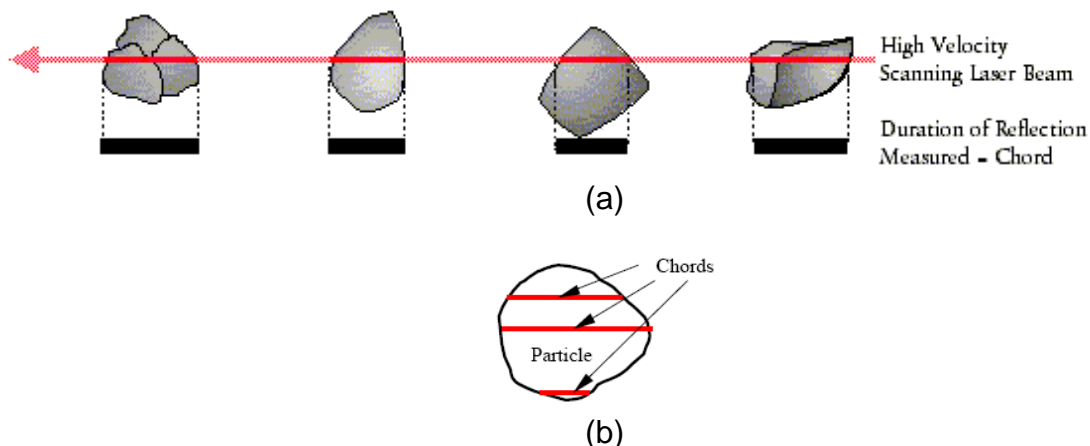 High Velocity
Scanning Laser Beam
Duration of Reflection
Measured = Chord
(a)
Chords
Particle
(b)